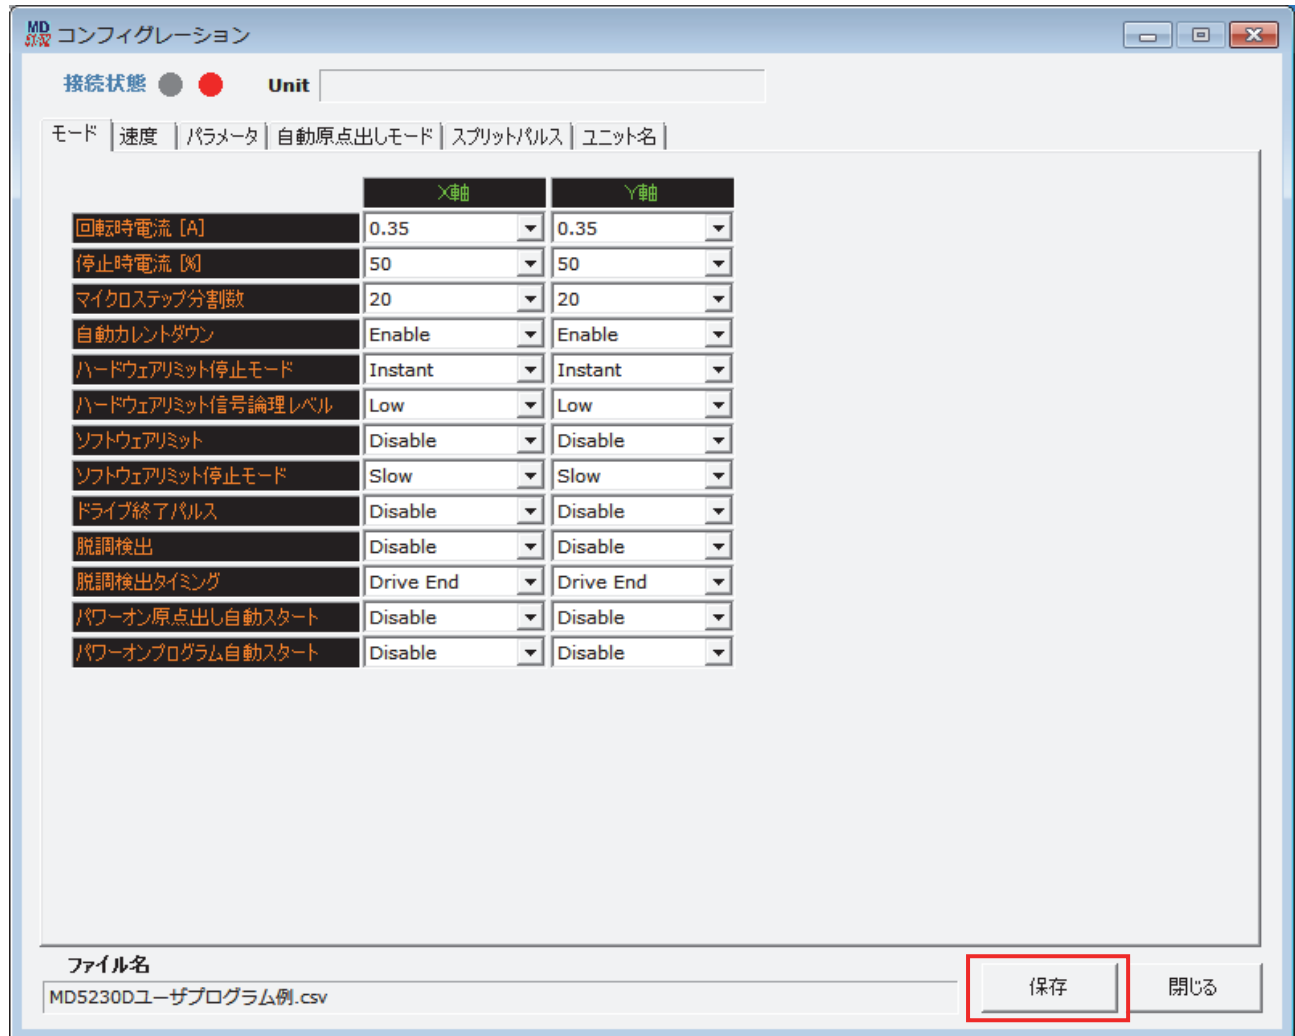 MD
51/52 コンフィグレーション
接続状態 Unit
モード 速度 パラメータ 自動原点出しモード スプリットパルス ユニット名
X軸 Y軸
回転時電流 [A] 0.35 0.35
停止時電流 [%] 50 50
マイクロステップ分割数 20 20
自動カレントダウン Enable Enable
ハードウェアリミット停止モード Instant Instant
ハードウェアリミット信号論理レベル Low Low
ソフトウェアリミット Disable Disable
ソフトウェアリミット停止モード Slow Slow
ドライブ終了パルス Disable Disable
脱調検出 Disable Disable
脱調検出タイミング Drive End Drive End
パワーオン原点出し自動スタート Disable Disable
パワーオンプログラム自動スタート Disable Disable
ファイル名
MD5230Dユーザプログラム例.csv 保存 閉じる